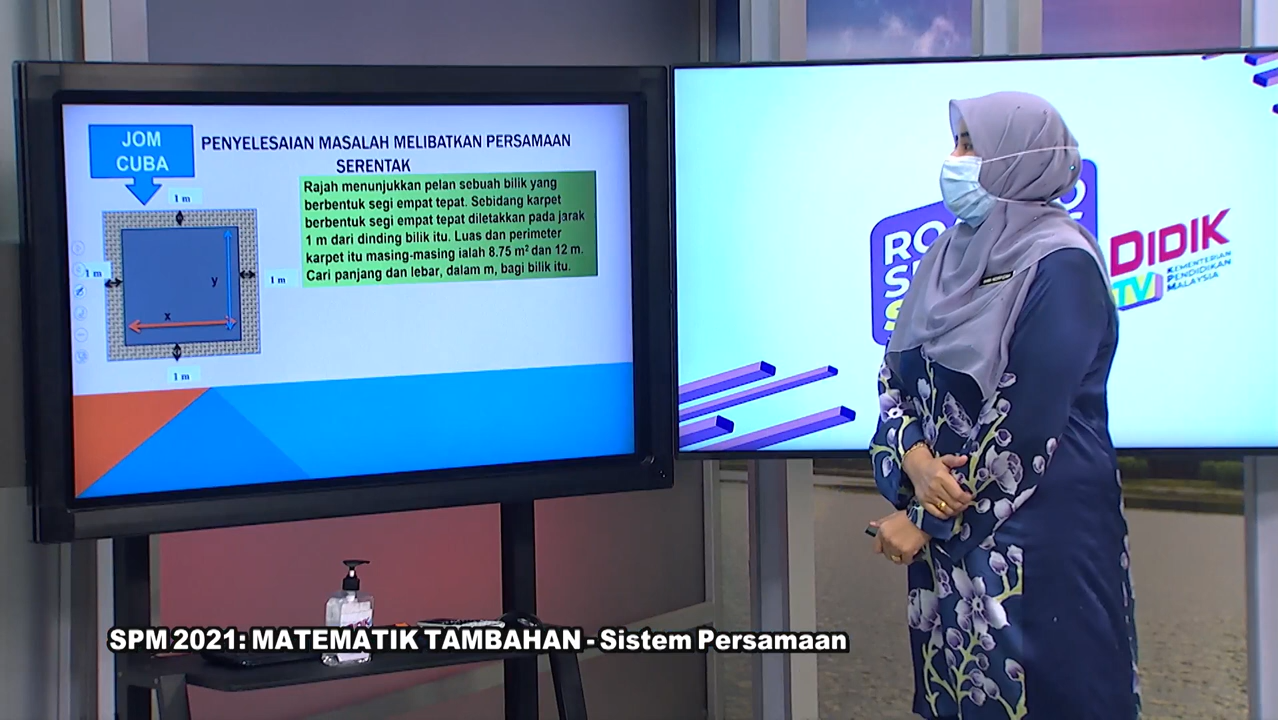 JOM
CUBA
PENYELESAIAN MASALAH MELIBATKAN PERSAMAAN
SERENTAK
Rajah menunjukkan pelan sebuah bilik yang
berbentuk segi empat tepat. Sebidang karpet
berbentuk segi empat tepat diletakkan pada jarak
1 m dari dinding bilik itu. Luas dan perimeter
karpet itu masing-masing ialah 8.75 m² dan 12 m.
Cari panjang dan lebar, dalam m, bagi bilik itu.
1 m
1 m
1 m
y
x
1 m
DIDIK
TV
KEMENTERIAN
PENDIDIKAN
MALAYSIA
SPM 2021: MATEMATIK TAMBAHAN - Sistem Persamaan